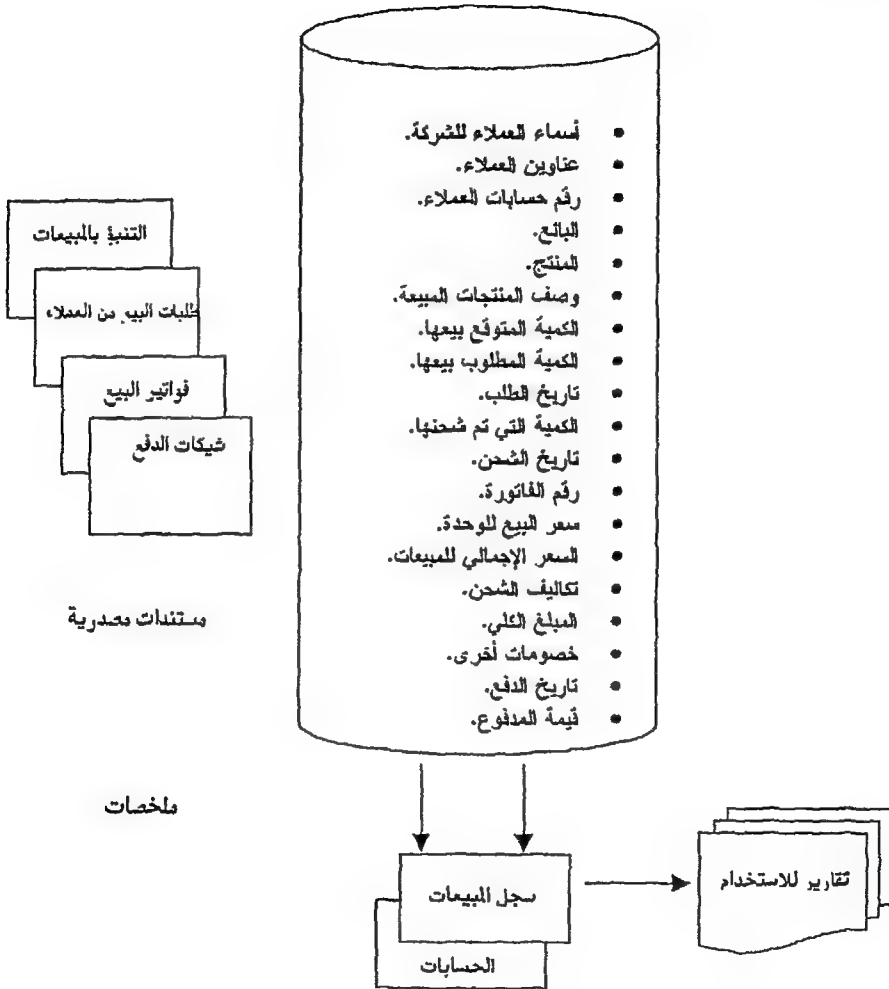 أسماء العملاء للشركة.
عناوين العملاء.
رقم حسابات العملاء.
البائع.
المنتج.
وصف المنتجات المبيعة.
الكمية المتوقع بيعها.
الكمية المطلوب بيعها.
تاريخ الطلب.
الكمية التي تم شحنها.
تاريخ الشحن.
رقم الفاتورة.
سعر البيع للوحدة.
السعر الإجمالي للمبيعات.
تكاليف الشحن.
المبلغ الكلي.
خصومات أخرى.
تاريخ الدفع.
قيمة المدفوع.
التنبؤ بالمبيعات
طلبات البيع من العملاء
فواتير البيع
شيكات الدفع
مستندات مصدرية
ملخصات
سجل المبيعات
الحسابات
تقارير للاستخدام